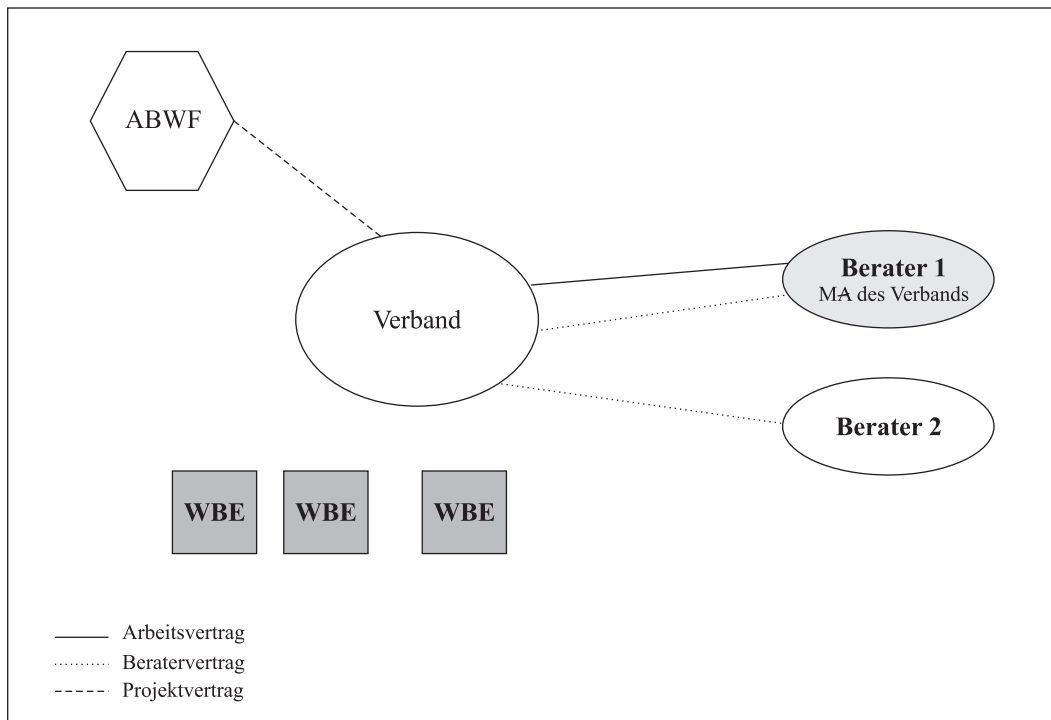 ABWF
Verband
Berater 1
MA des Verbands
Berater 2
WBE WBE WBE
Arbeitsvertrag
Beratervertrag
Projektvertrag